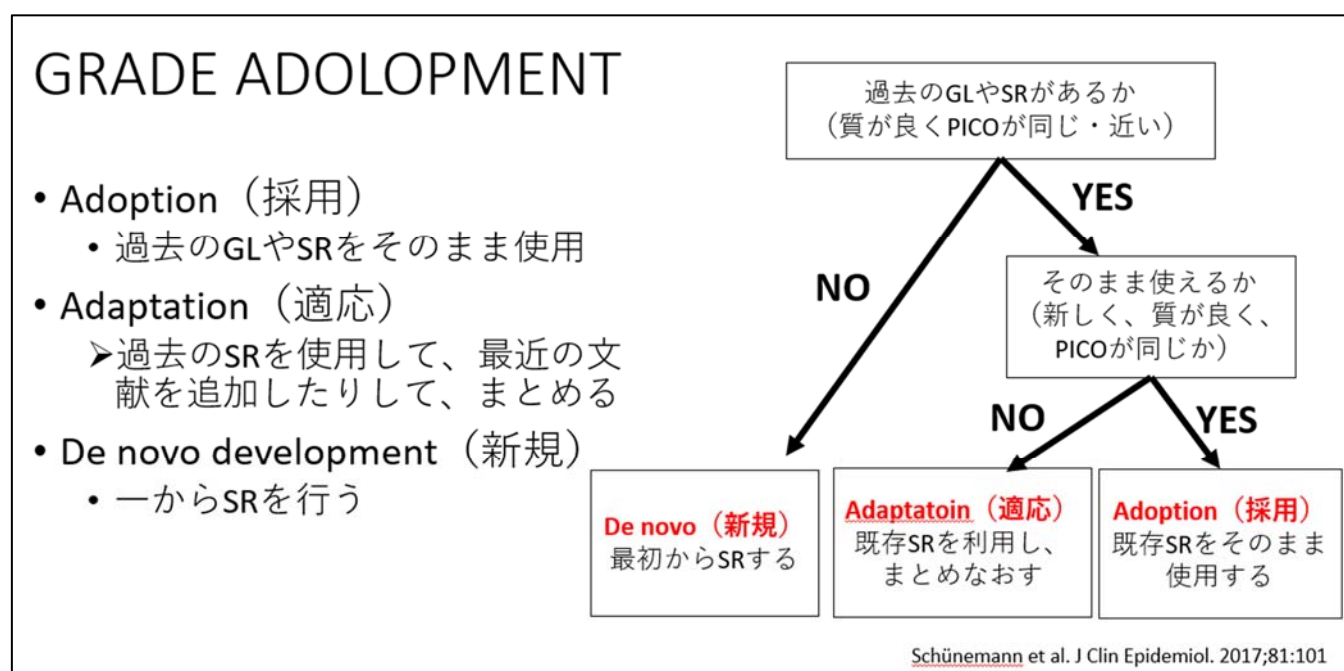 GRADE ADOLOPMENT
• Adoption（採用）
• 過去のGLやSRをそのまま使用
• Adaptation（適応）
➤過去のSRを使用して、最近の文
献を追加したりして、まとめる
• De novo development（新規）
• 一からSRを行う
過去のGLやSRがあるか
（質が良くPICOが同じ・近い）
YES
NO
そのまま使えるか
（新しく、質が良く、
PICOが同じか）
NO
YES
De novo（新規）
最初からSRする
Adaptatoin（適応）
既存SRを利用し、
まとめなおす
Adoption（採用）
既存SRをそのまま
使用する
Schünemann et al. J Clin Epidemiol. 2017;81:101